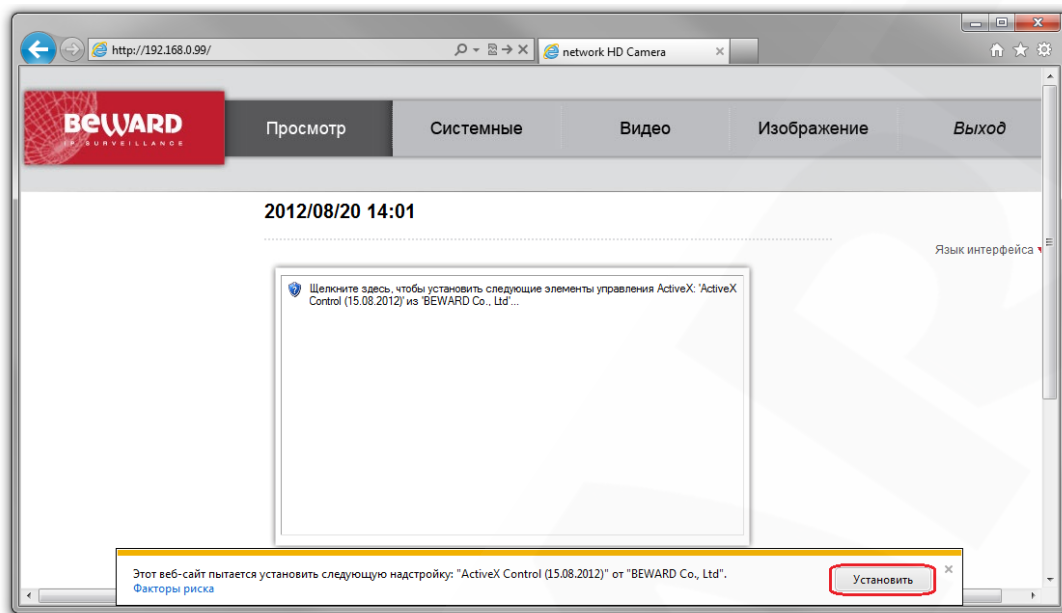 http://192.168.0.99/
network HD Camera
BEWARD
IP SURVEILLANCE
Просмотр
Системные
Видео
Изображение
Выход
2012/08/20 14:01
Язык интерфейса
Щелкните здесь, чтобы установить следующие элементы управления ActiveX: 'ActiveX
Control (15.08.2012)' из 'BEWARD Co., Ltd'...
Этот веб-сайт пытается установить следующую надстройку: "ActiveX Control (15.08.2012)" от "BEWARD Co., Ltd".
Факторы риска
Установить